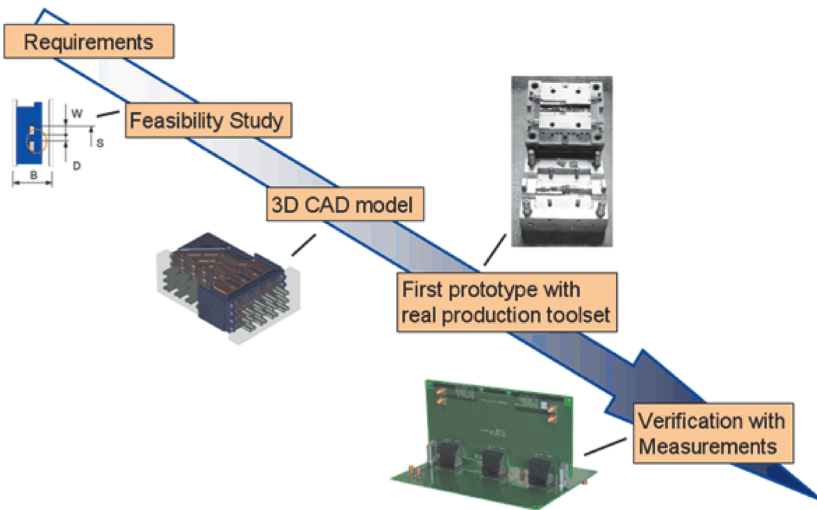 Requirements
W
Feasibility Study
S
D
B
3D CAD model
First prototype with
real production toolset
Verification with
Measurements